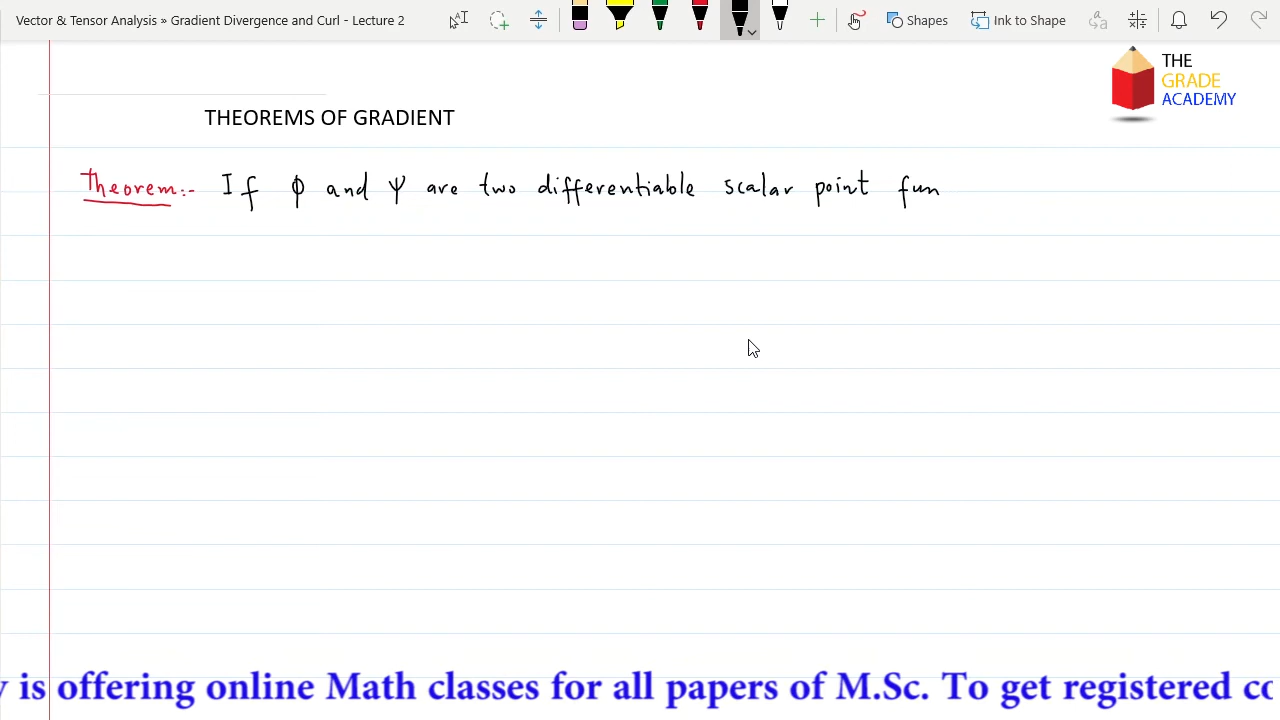 Vector & Tensor Analysis » Gradient Divergence and Curl - Lecture 2
Shapes
Ink to Shape
THE
GRADE
ACADEMY
THEOREMS OF GRADIENT
Theorem:- If φ and ψ are two differentiable scalar point fun
y is offering online Math classes for all papers of M.Sc. To get registered co